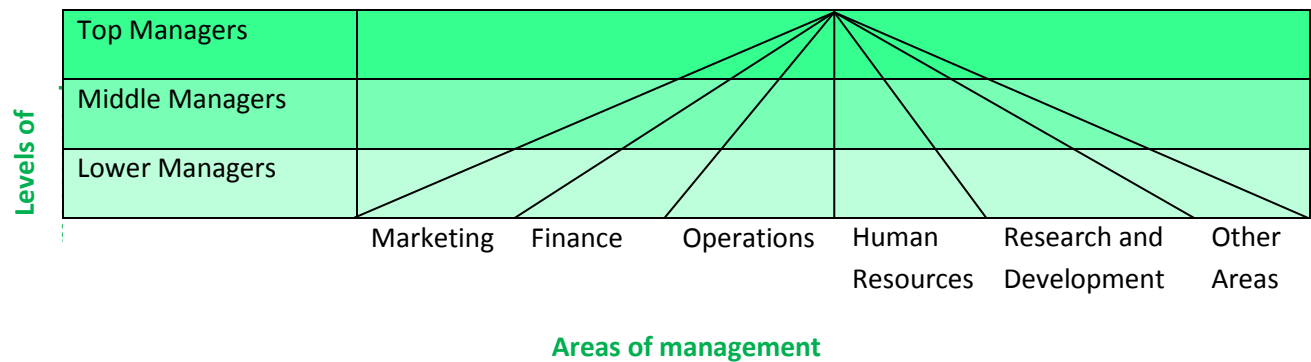 Top Managers
Middle Managers
Lower Managers
Levels of
Marketing
Finance
Operations
Human
Resources
Research and
Development
Other
Areas
Areas of management